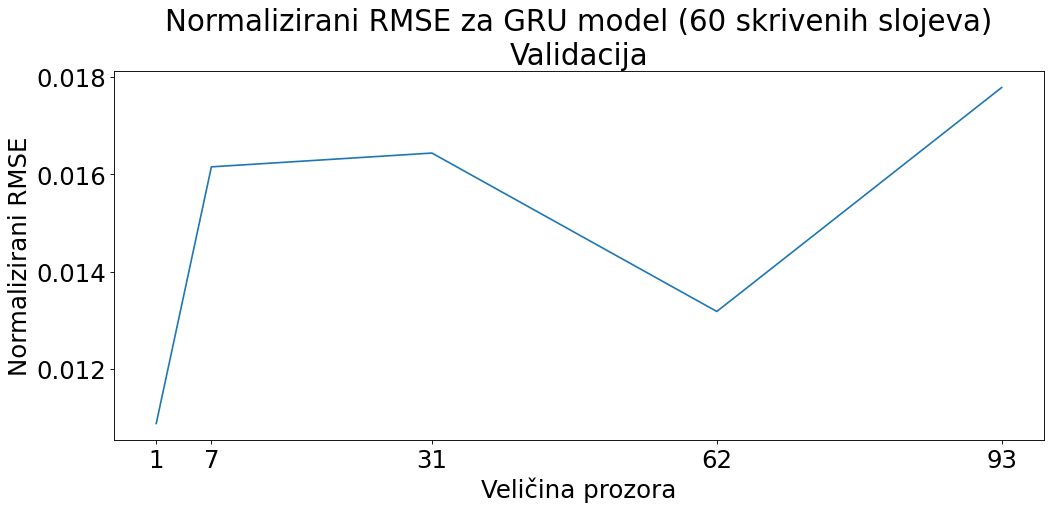 Normalizirani RMSE za GRU model (60 skrivenih slojeva)
Validacija
Normalizirani RMSE
0.018
0.016
0.014
0.012
1 7 31 62 93
Veličina prozora